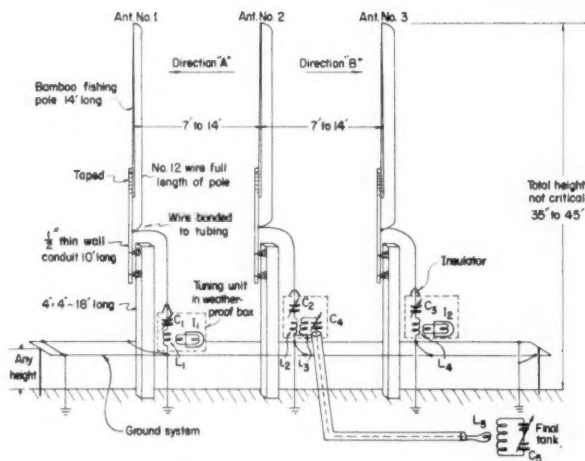 Ant. No. 1
Ant. No. 2
Ant. No. 3
Direction "A"
Direction "B"
Bamboo fishing
pole 14' long
7' to 14'
7' to 14'
Taped
No. 12 wire full
length of pole
Total height
not critical
35' to 45'
Wire bonded
to tubing
1/2" thin wall
conduit 10' long
Insulator
Tuning unit
in weather-
proof box
4" x 4" - 18' long
C1
I1
C2
C4
C3
I2
L1
L2
L3
L4
Any
height
Ground system
L5
Final
tank
C5